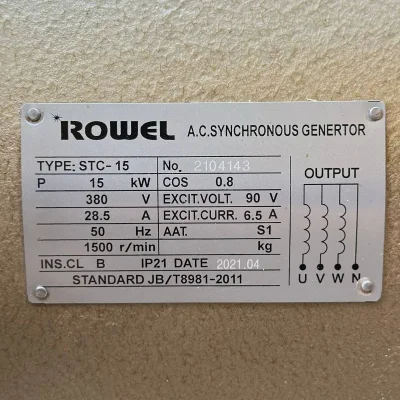 ROWEL A.C.SYNCHRONOUS GENERTOR
TYPE: STC-15 No. 2104143
P 15 kW COS 0.8
380 V EXCIT.VOLT. 90 V
28.5 A EXCIT.CURR. 6.5 A
50 Hz AAT. S1
1500 r/min kg
INS.CL B IP21 DATE 2021.04.
STANDARD JB/T8981-2011
OUTPUT
U V W N